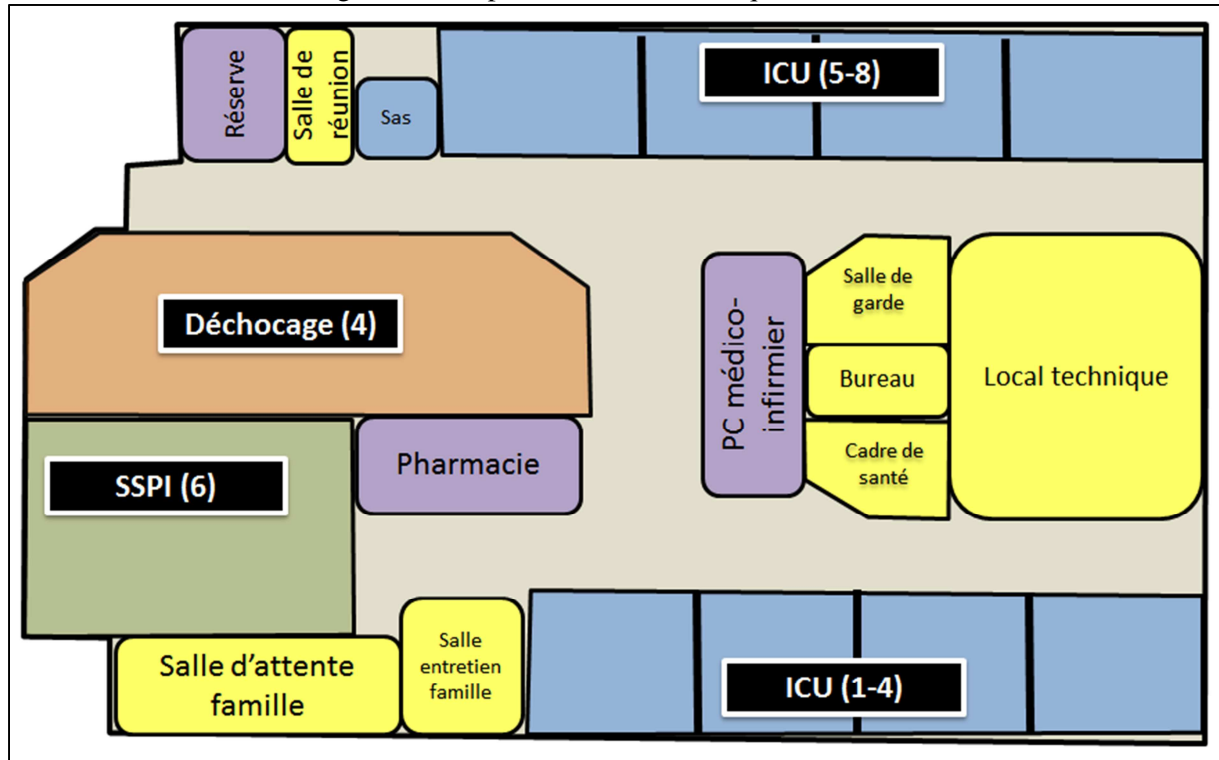 Réserve
Salle de
réunion
Sas
ICU (5-8)
Déchocage (4)
PC médico-
infirmier
Salle de
garde
Bureau
Cadre de
santé
Local technique
SSPI (6)
Pharmacie
Salle d'attente
famille
Salle
entretien
famille
ICU (1-4)